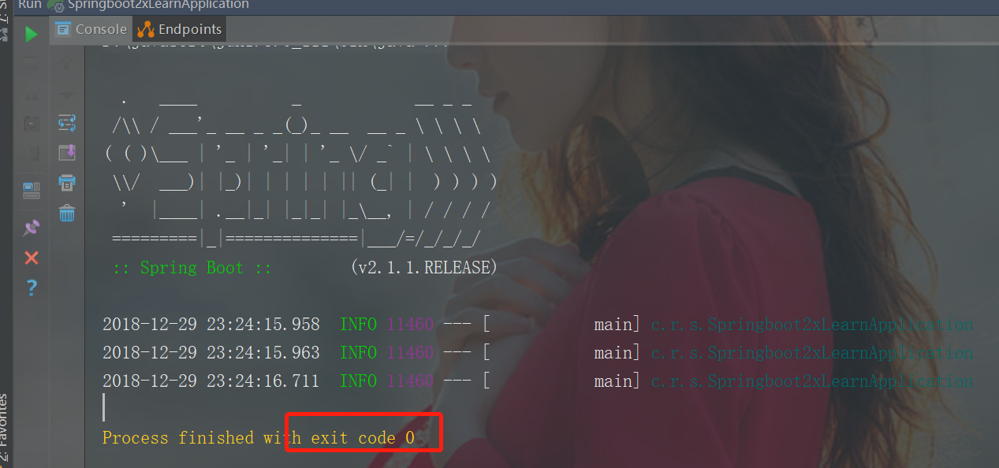 Run Springboot2xLearnApplication
Console Endpoints
  .   ____          _            __ _ _
 /\\ / ___'_ __ _ _(_)_ __  __ _ \ \ \ \
( ( )\___ | '_ | '_| | '_ \/ _` | \ \ \ \
 \\/  ___)| |_)| | | | | || (_| |  ) ) ) )
  '  |____| .__|_| |_|_| |_\__, | / / / /
 =========|_|==============|___/=/_/_/_/
 :: Spring Boot ::        (v2.1.1.RELEASE)
2018-12-29 23:24:15.958  INFO 11460 --- [           main] c.r.s.Springboot2xLearnApplication
2018-12-29 23:24:15.963  INFO 11460 --- [           main] c.r.s.Springboot2xLearnApplication
2018-12-29 23:24:16.711  INFO 11460 --- [           main] c.r.s.Springboot2xLearnApplication
Process finished with exit code 0
2: Favorites